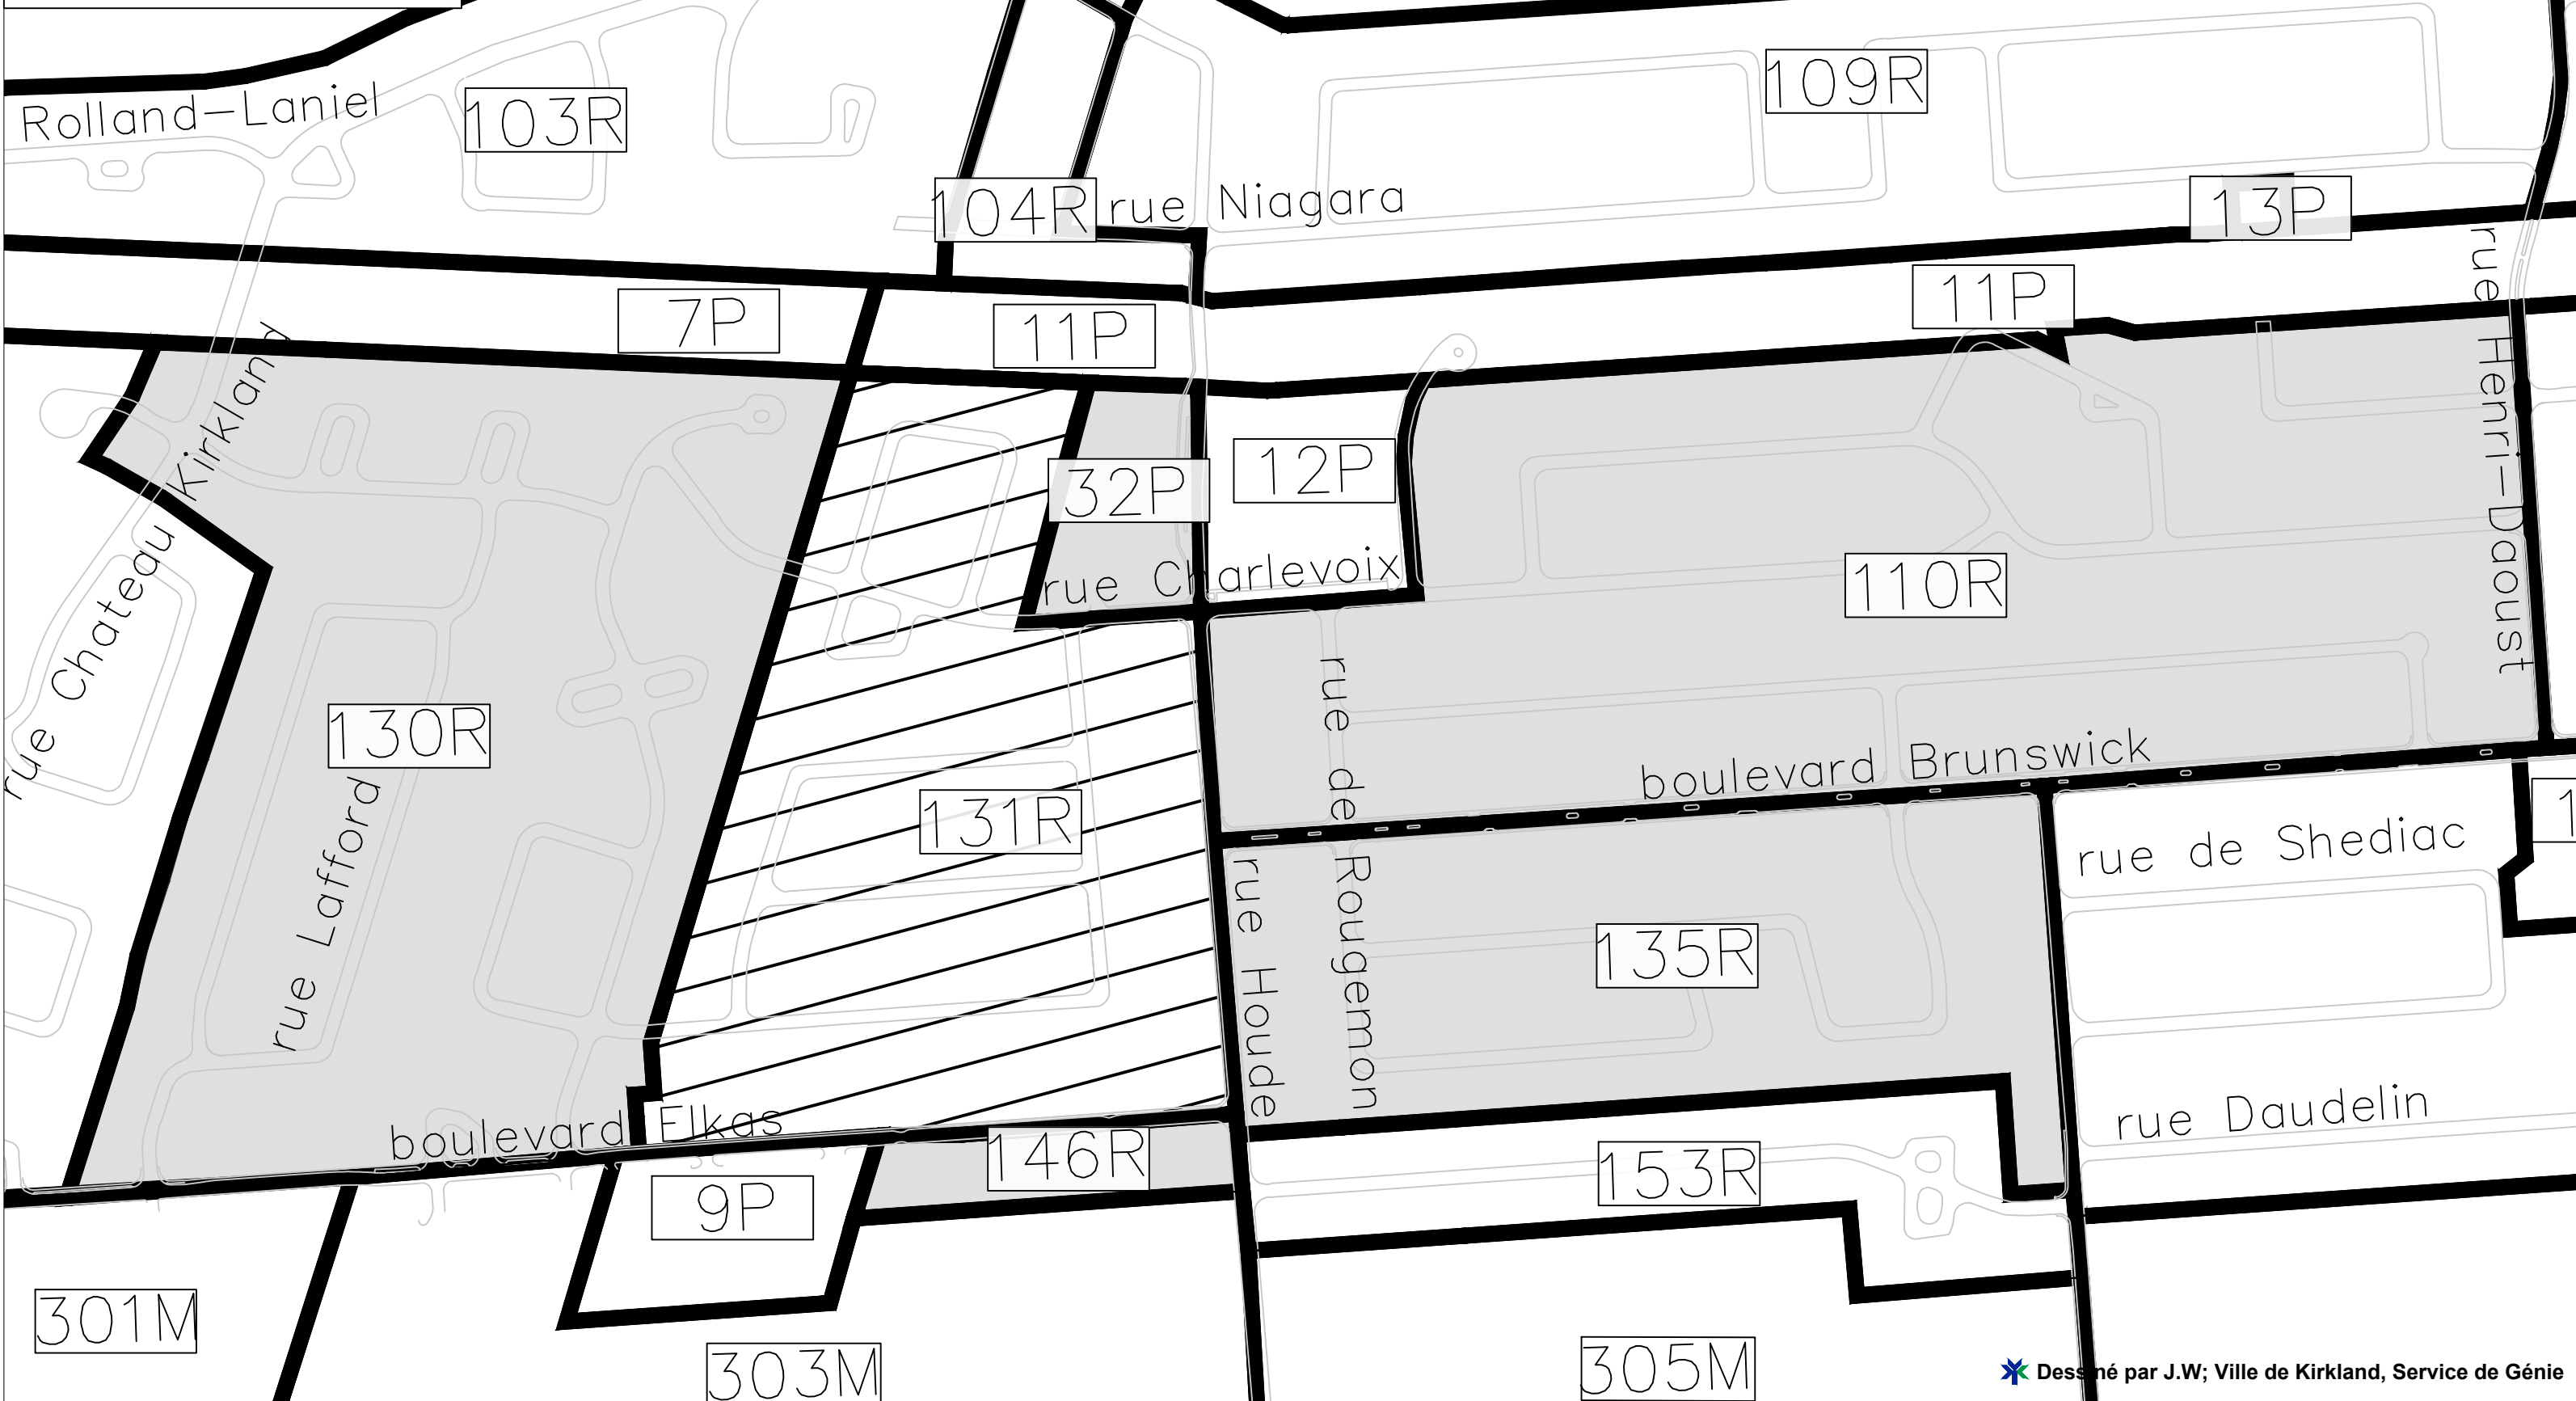 Rolland-Laniel
103R
109R
104R
rue Niagara
13P
7P
11P
11P
rue Henri-Daoust
rue Chateau Kirkland
32P
12P
rue Charlevoix
110R
130R
rue Lafford
131R
rue de Rougemon
boulevard Brunswick
rue de Shediac
rue Houde
135R
boulevard Elkas
146R
153R
rue Daudelin
9P
301M
303M
305M
Dessiné par J.W; Ville de Kirkland, Service de Génie